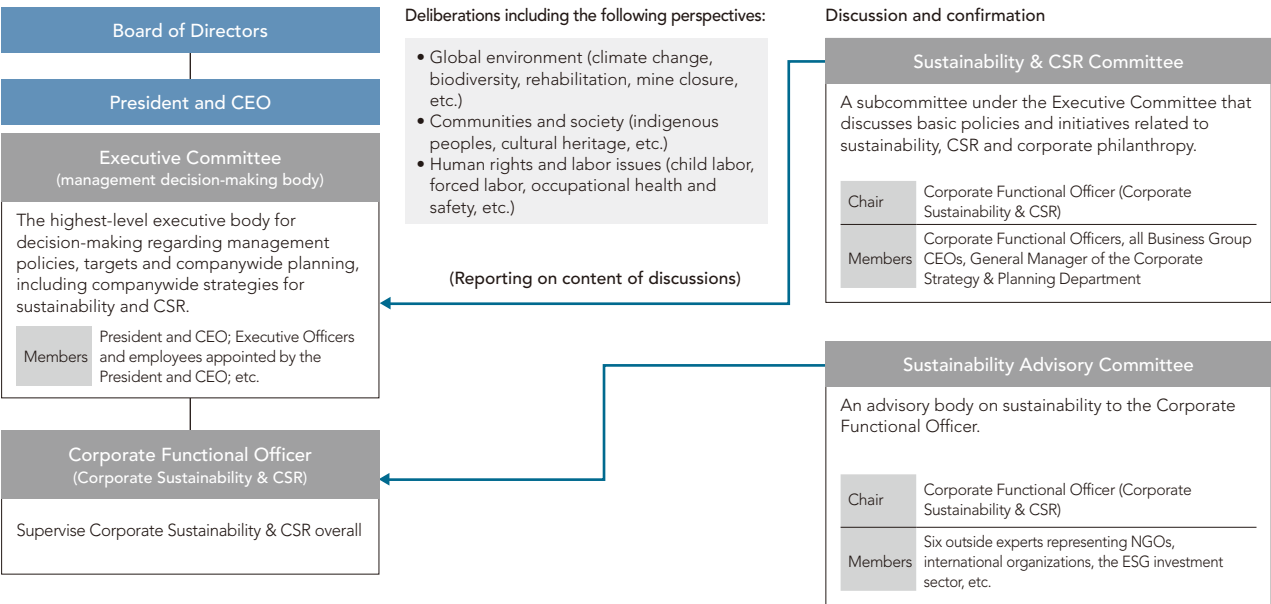 Board of Directors
President and CEO
Executive Committee
(management decision-making body)
The highest-level executive body for
decision-making regarding management
policies, targets and companywide planning,
including companywide strategies for
sustainability and CSR.
Members
President and CEO; Executive Officers
and employees appointed by the
President and CEO; etc.
Corporate Functional Officer
(Corporate Sustainability & CSR)
Supervise Corporate Sustainability & CSR overall
Deliberations including the following perspectives:
• Global environment (climate change,
biodiversity, rehabilitation, mine closure,
etc.)
• Communities and society (indigenous
peoples, cultural heritage, etc.)
• Human rights and labor issues (child labor,
forced labor, occupational health and
safety, etc.)
(Reporting on content of discussions)
Discussion and confirmation
Sustainability & CSR Committee
A subcommittee under the Executive Committee that
discusses basic policies and initiatives related to
sustainability, CSR and corporate philanthropy.
Chair
Corporate Functional Officer (Corporate
Sustainability & CSR)
Members
Corporate Functional Officers, all Business Group
CEOs, General Manager of the Corporate
Strategy & Planning Department
Sustainability Advisory Committee
An advisory body on sustainability to the Corporate
Functional Officer.
Chair
Corporate Functional Officer (Corporate
Sustainability & CSR)
Members
Six outside experts representing NGOs,
international organizations, the ESG investment
sector, etc.